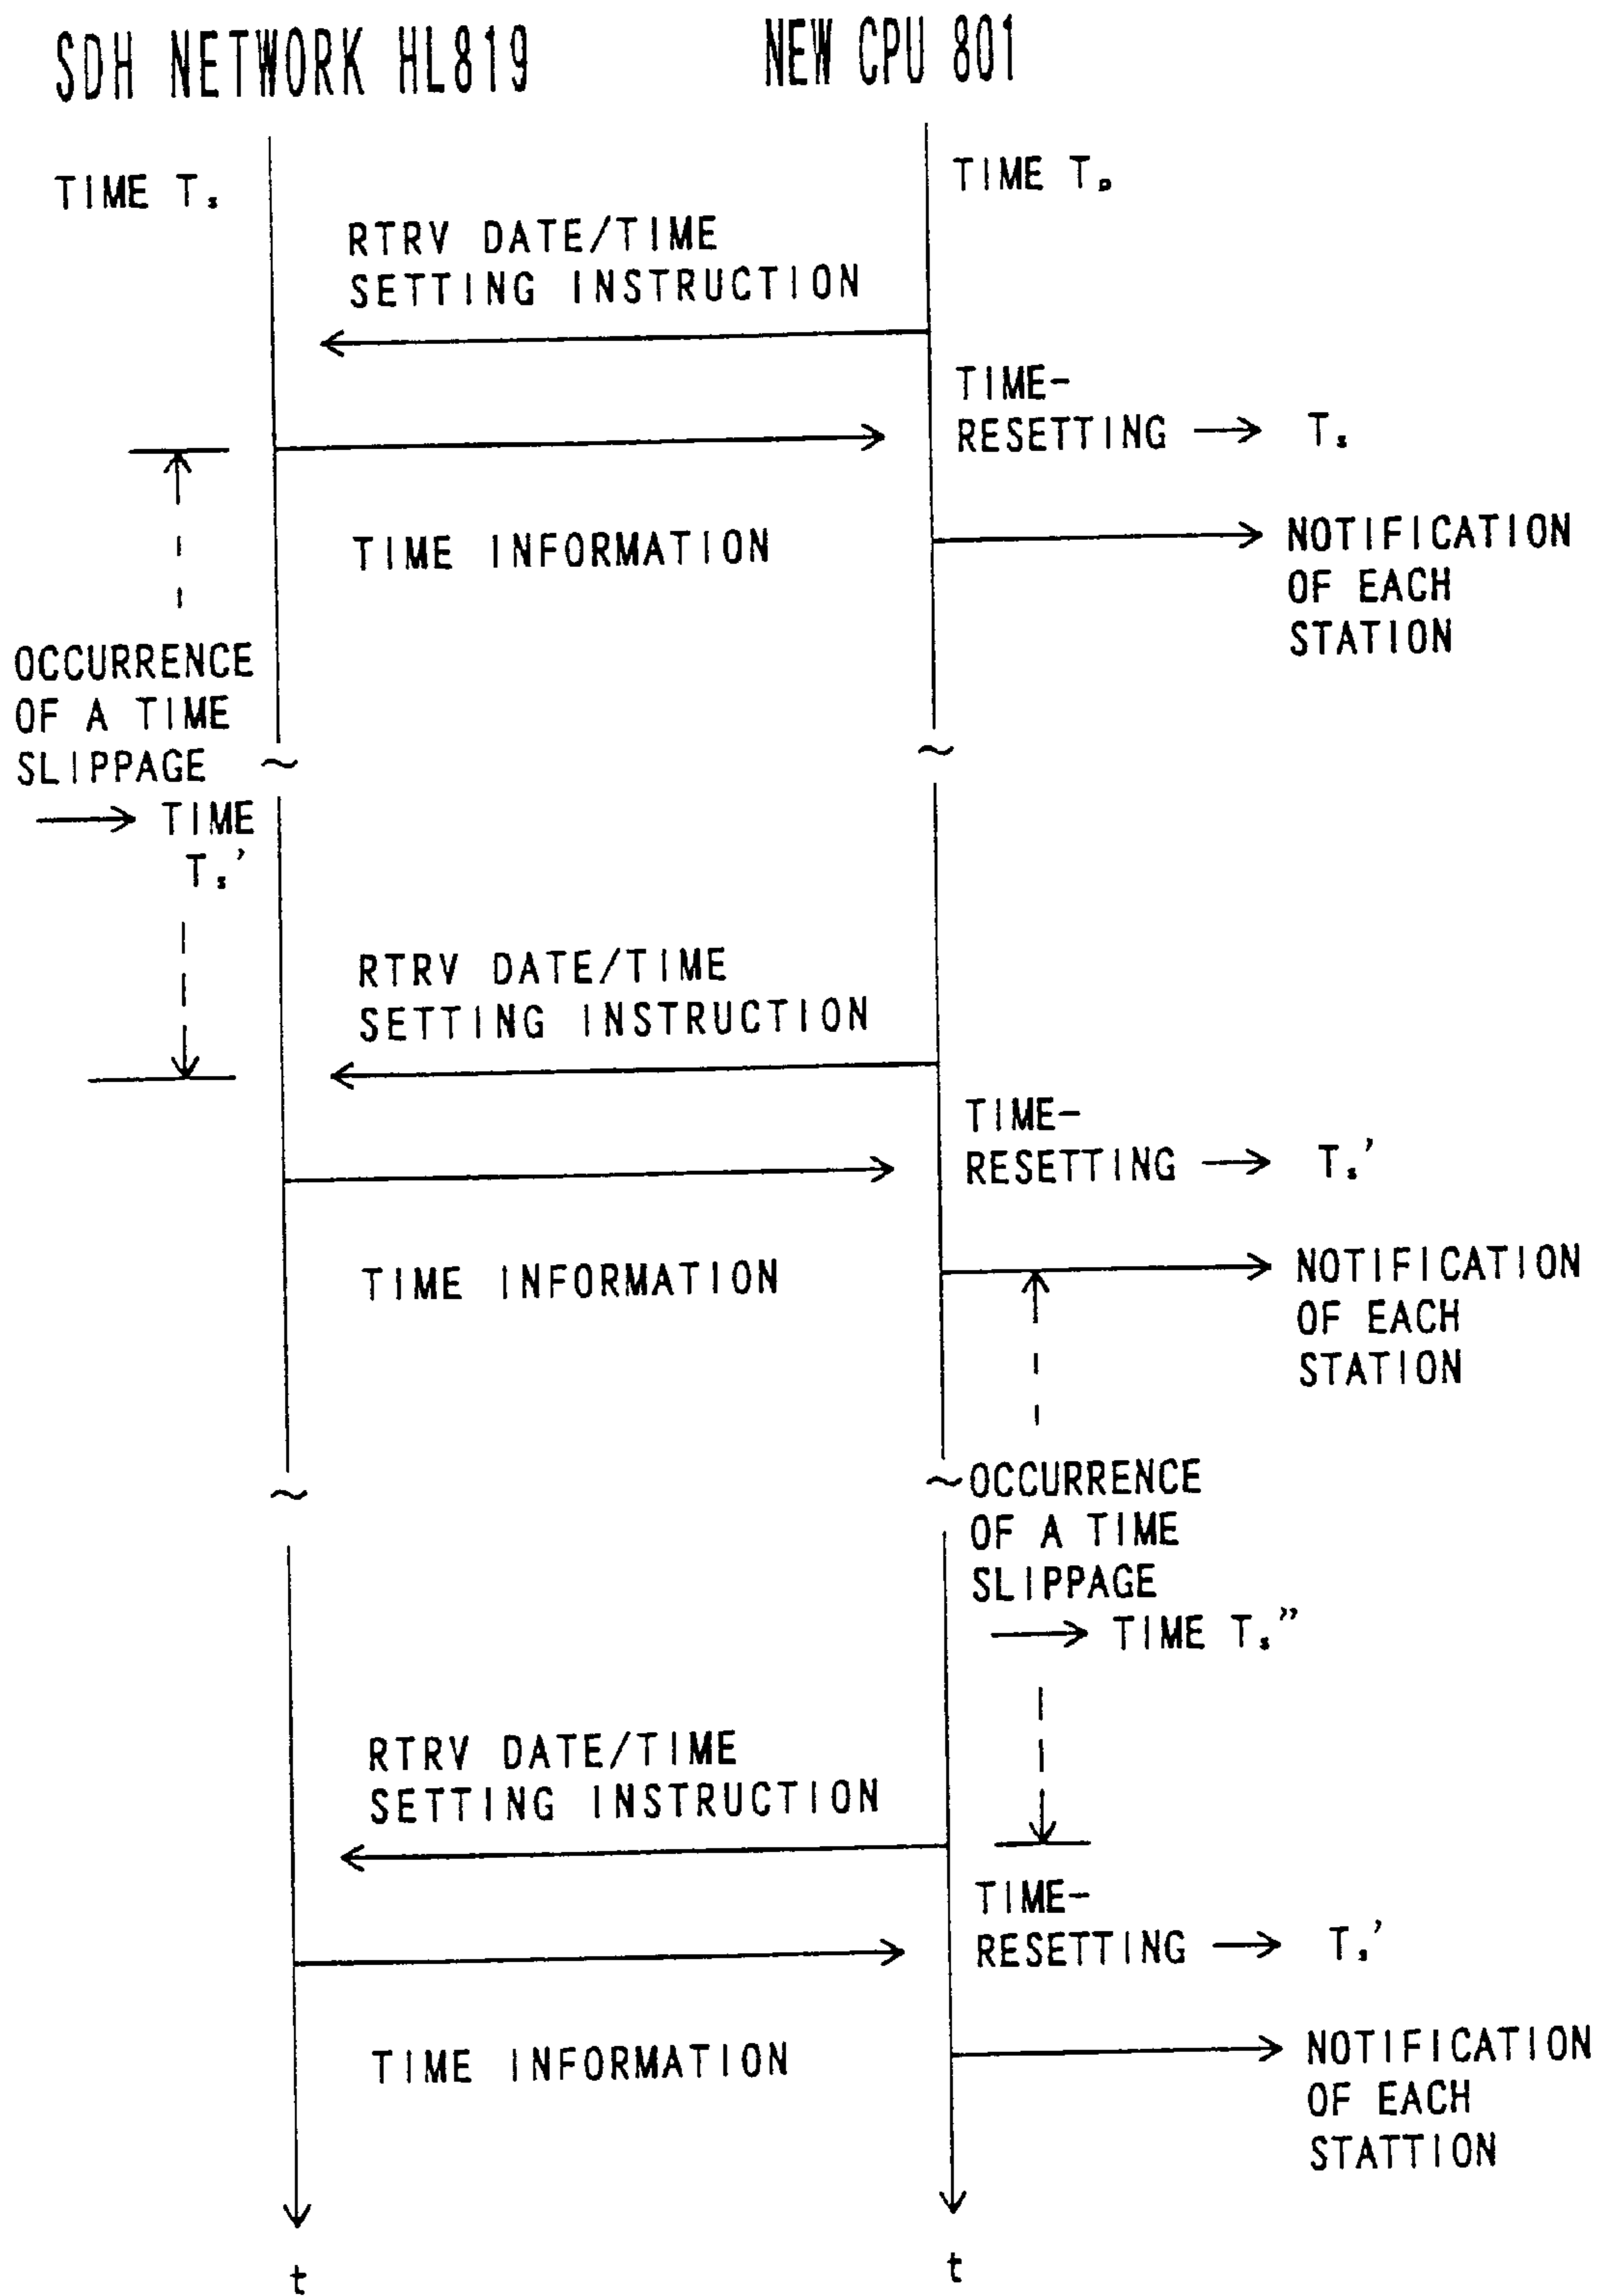 SDH NETWORK HL819
NEW CPU 801
TIME Ts
TIME Tp
RTRV DATE/TIME
SETTING INSTRUCTION
TIME-
RESETTING → Ts
TIME INFORMATION
NOTIFICATION
OF EACH
STATION
OCCURRENCE
OF A TIME
SLIPPAGE
→ TIME
Ts'
RTRV DATE/TIME
SETTING INSTRUCTION
TIME-
RESETTING → Ts'
TIME INFORMATION
NOTIFICATION
OF EACH
STATION
OCCURRENCE
OF A TIME
SLIPPAGE
→ TIME Ts"
RTRV DATE/TIME
SETTING INSTRUCTION
TIME-
RESETTING → Ts'
TIME INFORMATION
NOTIFICATION
OF EACH
STATTION
t
t